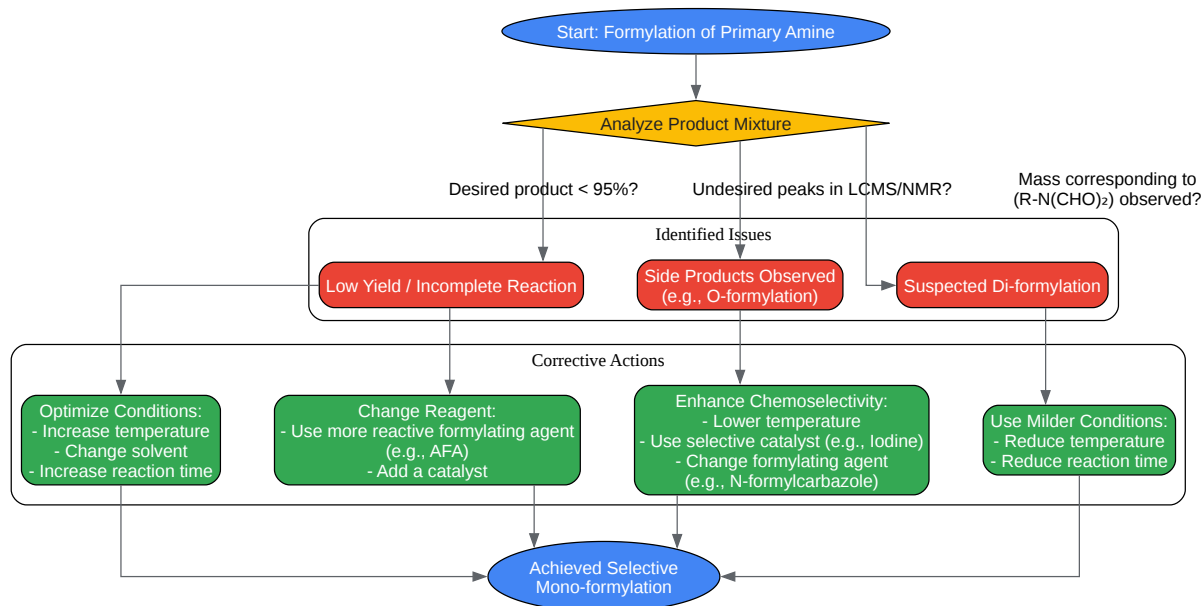 Start: Formylation of Primary Amine
Analyze Product Mixture
Desired product < 95%?
Undesired peaks in LCMS/NMR?
Mass corresponding to
(R-N(CHO)₂) observed?
Identified Issues
Low Yield / Incomplete Reaction
Side Products Observed
(e.g., O-formylation)
Suspected Di-formylation
Corrective Actions
Optimize Conditions:
- Increase temperature
- Change solvent
- Increase reaction time
Change Reagent:
- Use more reactive formylating agent
(e.g., AFA)
- Add a catalyst
Enhance Chemoselectivity:
- Lower temperature
- Use selective catalyst (e.g., Iodine)
- Change formylating agent
(e.g., N-formylcarbazole)
Use Milder Conditions:
- Reduce temperature
- Reduce reaction time
Achieved Selective
Mono-formylation